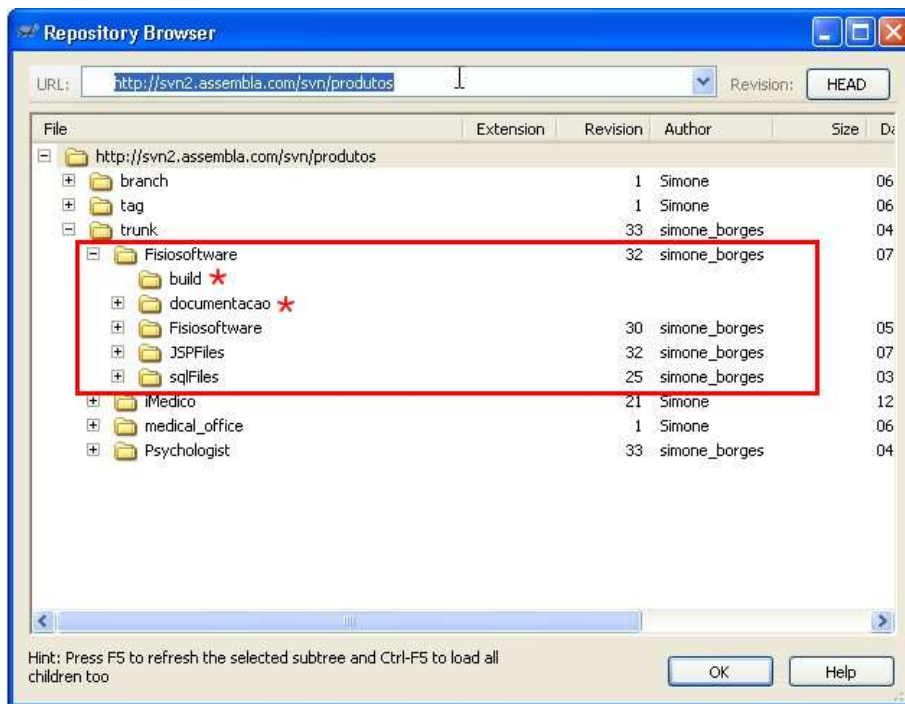 Repository Browser
URL: http://svn2.assembla.com/svn/produtos Revision: HEAD
File Extension Revision Author Size Da
http://svn2.assembla.com/svn/produtos
branch 1 Simone 06
tag 1 Simone 06
trunk 33 simone_borges 04
Fisiosoftware 32 simone_borges 07
build *
documentacao *
Fisiosoftware 30 simone_borges 05
JSPFiles 32 simone_borges 07
sqlFiles 25 simone_borges 03
iMedico 21 Simone 12
medical_office 1 Simone 06
Psychologist 33 simone_borges 04
Hint: Press F5 to refresh the selected subtree and Ctrl-F5 to load all
children too
OK Help